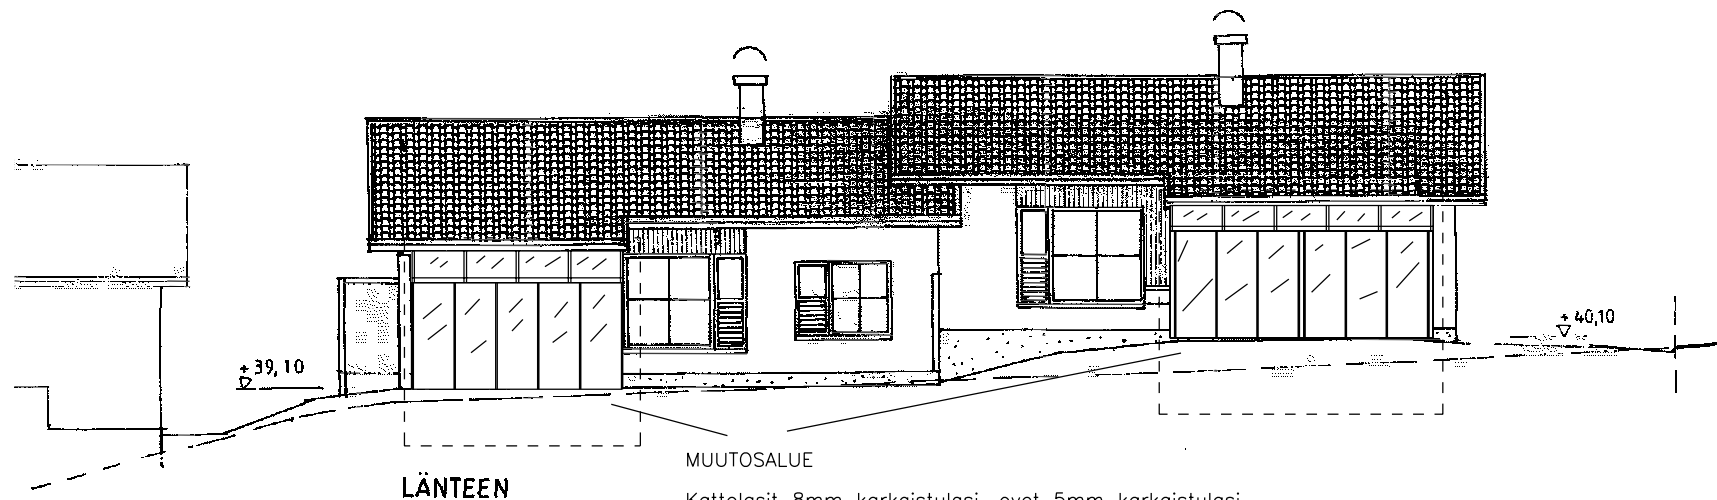 + 40,10
+ 39,10
MUUTOSALUE
LÄNTEEN
Kattolasit 8mm karkaistulasi, ovet 5mm karkaistulasi